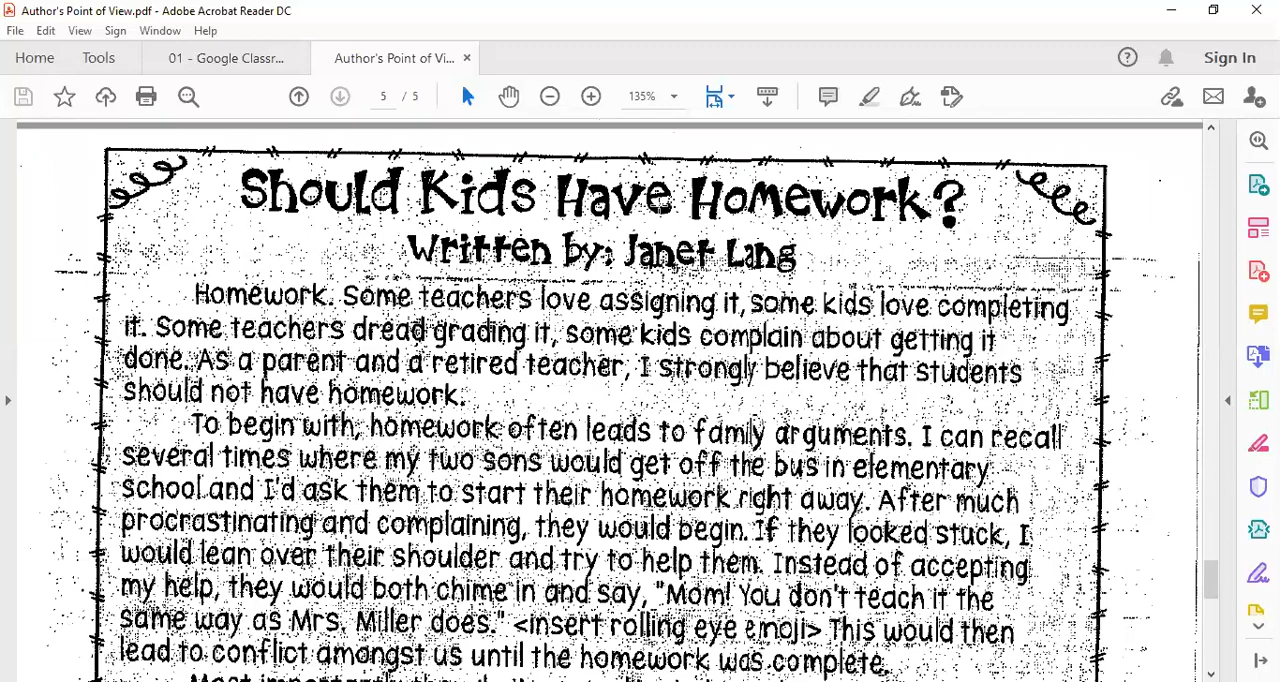 Author's Point of View.pdf - Adobe Acrobat Reader DC
File Edit View Sign Window Help
Home Tools 01 - Google Classr... Author's Point of Vi... × Sign In
5 / 5 135%
Should Kids Have Homework?
Written by: Janet Lang
Homework. Some teachers love assigning it, some kids love completing
it. Some teachers dread grading it, some kids complain about getting it
done. As a parent and a retired teacher, I strongly believe that students
should not have homework.
To begin with, homework often leads to family arguments. I can recall
several times where my two sons would get off the bus in elementary
school and I'd ask them to start their homework right away. After much
procrastinating and complaining, they would begin. If they looked stuck, I
would lean over their shoulder and try to help them. Instead of accepting
my help, they would both chime in and say, "Mom! You don't teach it the
same way as Mrs. Miller does." <insert rolling eye emoji> This would then
lead to conflict amongst us until the homework was complete.